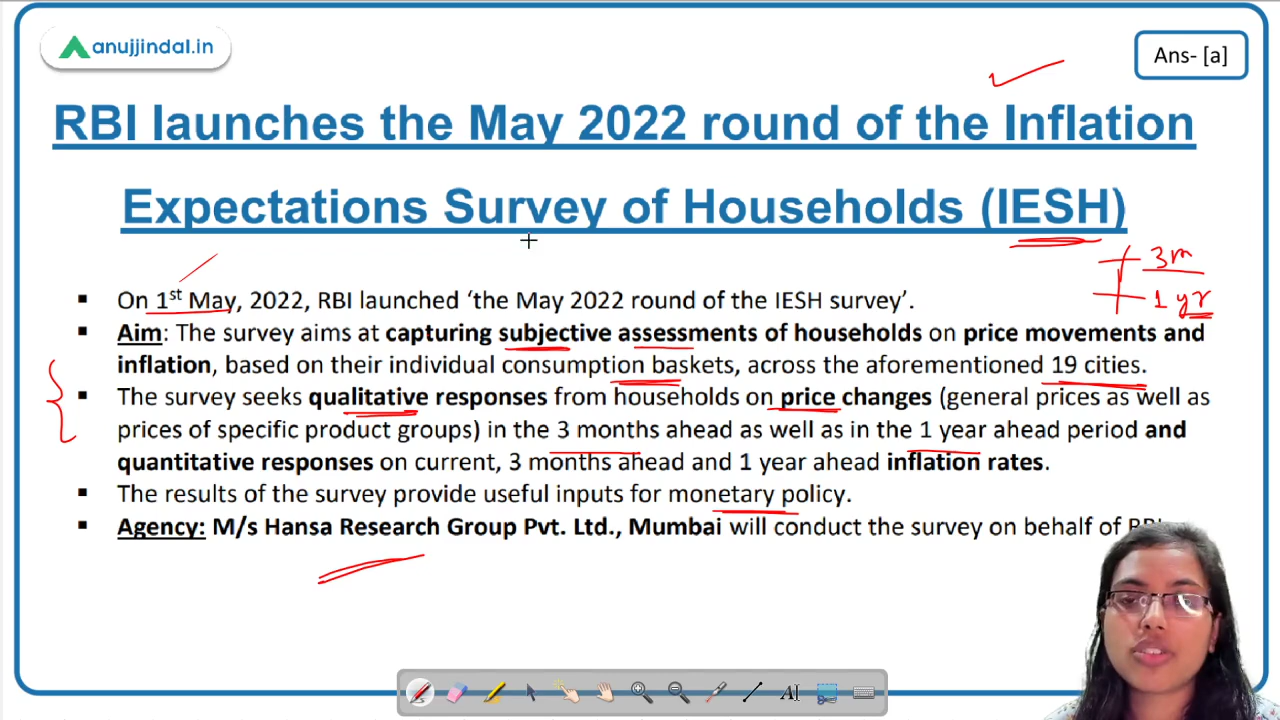 anujjindal.in
Ans- [a]
RBI launches the May 2022 round of the Inflation
Expectations Survey of Households (IESH)
3m
1 yr
▪ On 1st May, 2022, RBI launched ‘the May 2022 round of the IESH survey’.
▪ Aim: The survey aims at capturing subjective assessments of households on price movements and
inflation, based on their individual consumption baskets, across the aforementioned 19 cities.
▪ The survey seeks qualitative responses from households on price changes (general prices as well as
prices of specific product groups) in the 3 months ahead as well as in the 1 year ahead period and
quantitative responses on current, 3 months ahead and 1 year ahead inflation rates.
▪ The results of the survey provide useful inputs for monetary policy.
▪ Agency: M/s Hansa Research Group Pvt. Ltd., Mumbai will conduct the survey on behalf of RBI